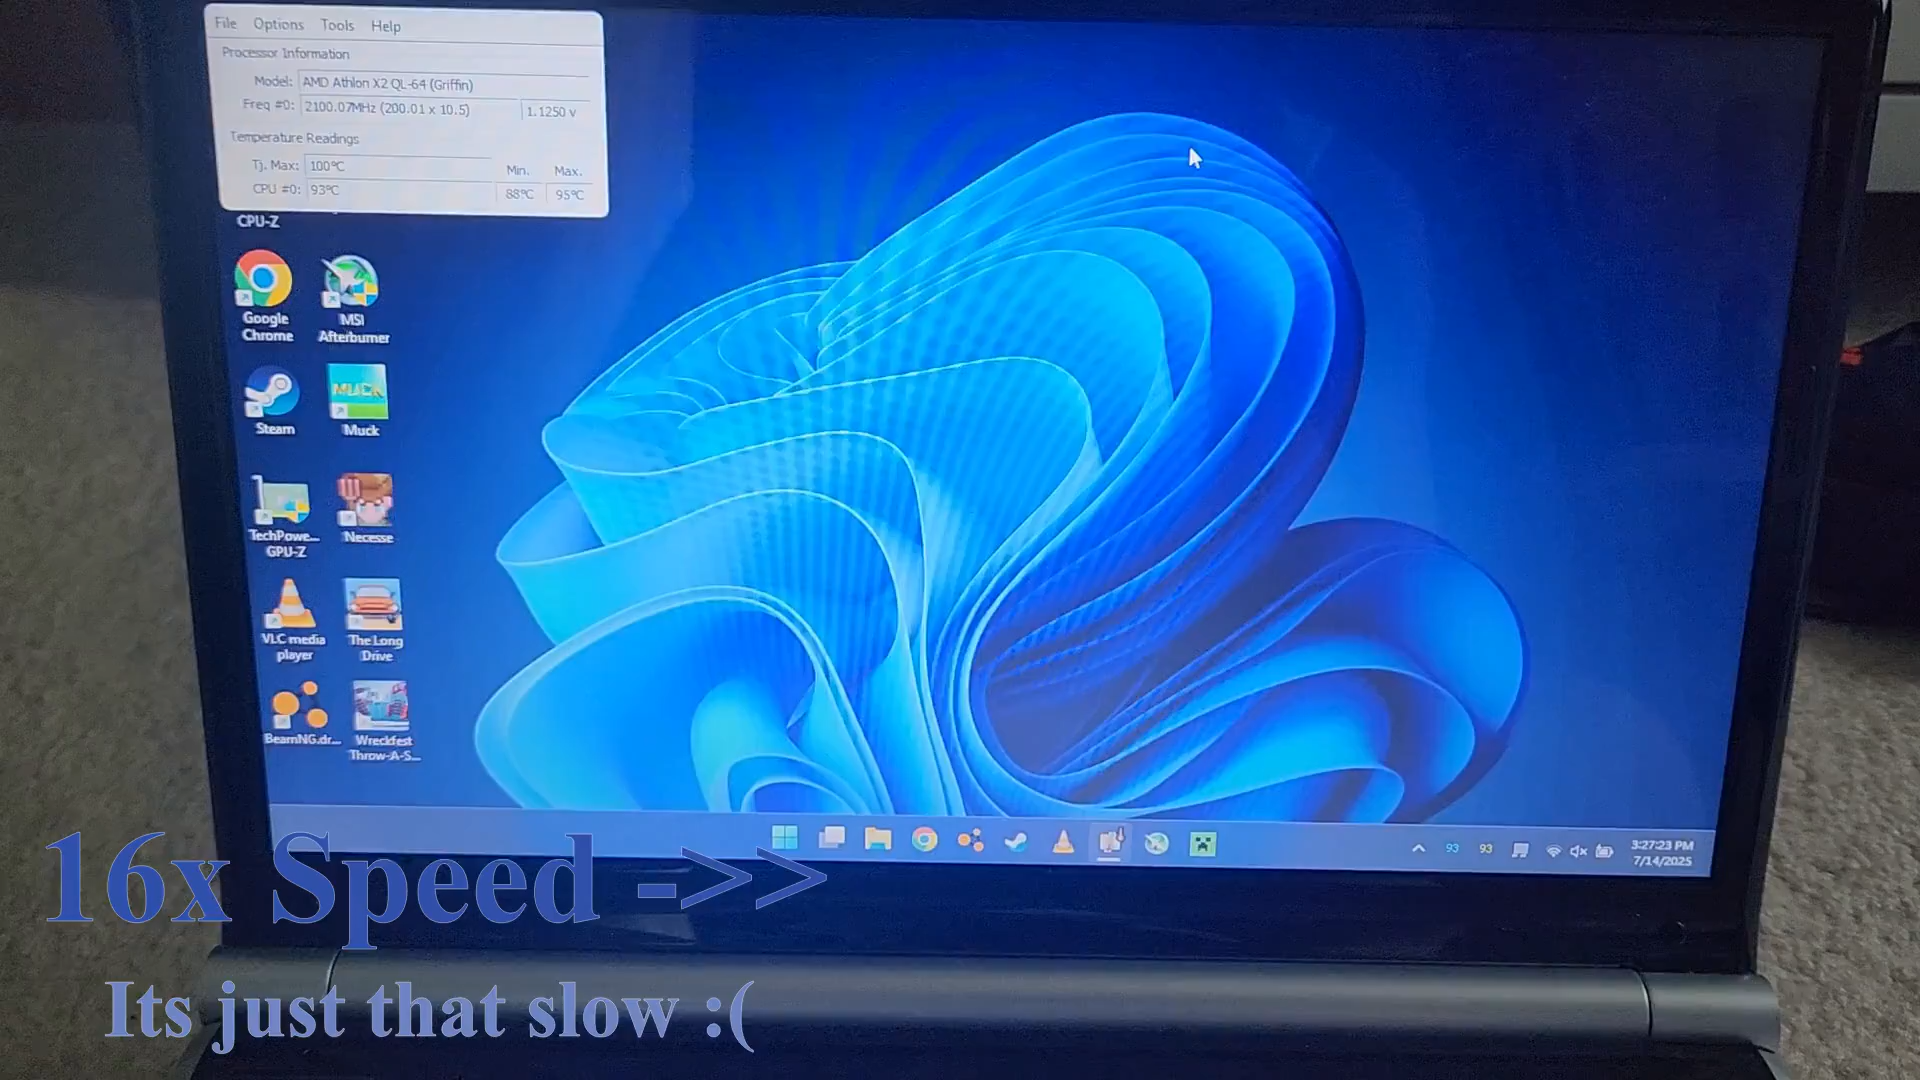 File Options Tools Help
Processor Information
Model: AMD Athlon X2 QL-64 (Griffin)
Freq #0: 2100.07MHz (200.01 x 10.5) 1.1250 v
Temperature Readings
Tj. Max: 100°C Min. Max.
CPU #0: 93°C 88°C 95°C
CPU-Z
Google Chrome
MSI Afterburner
Steam
MUCK
Muck
TechPowe... GPU-Z
Necesse
VLC media player
The Long Drive
BeamNG.dr...
Wreckfest Throw-A-S...
93 93 3:27:23 PM
7/14/2025
16x Speed ->>
Its just that slow :(